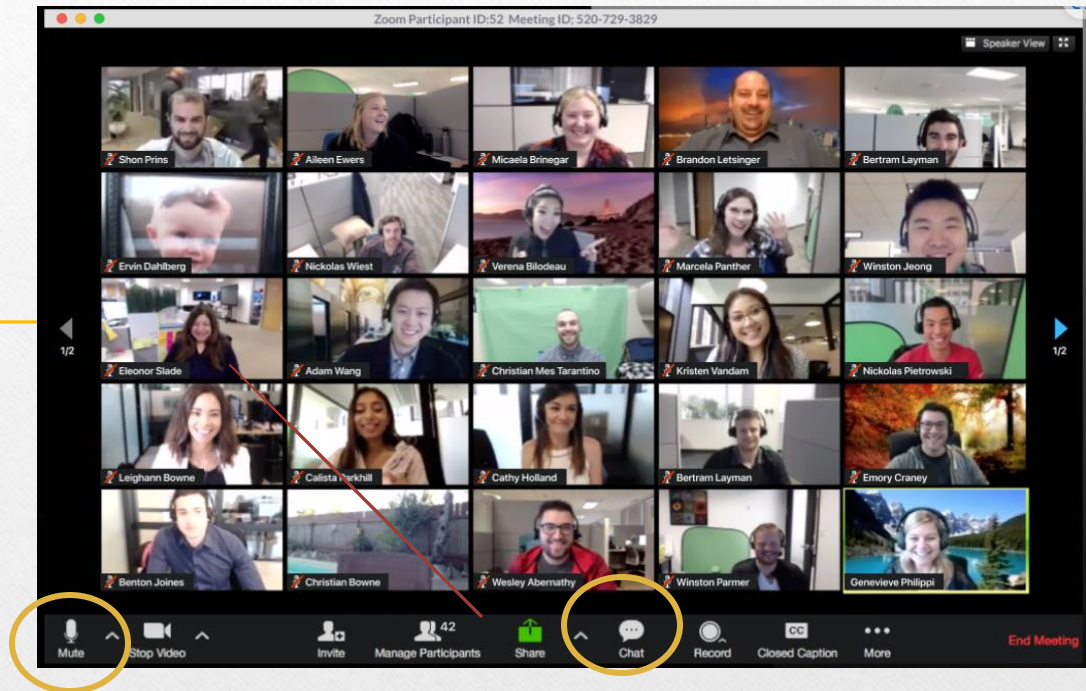 Zoom Participant ID:52 Meeting ID; 520-729-3829
Speaker View
Shon Prins
Aileen Ewers
Micaela Brinegar
Brandon Letsinger
Bertram Layman
Ervin Dahlberg
Nickolas Wiest
Verena Bilodeau
Marcela Panther
Winston Jeong
1/2
1/2
Eleonor Slade
Adam Wang
Christian Mes Tarantino
Kristen Vandam
Nickolas Pietrowski
Leighann Bowne
Calista Parkhill
Cathy Holland
Bertram Layman
Emory Craney
Benton Joines
Christian Bowne
Wesley Abernathy
Winston Parmer
Genevieve Philippi
42
CC
Mute
Stop Video
Invite
Manage Participants
Share
Chat
Record
Closed Caption
More
End Meeting